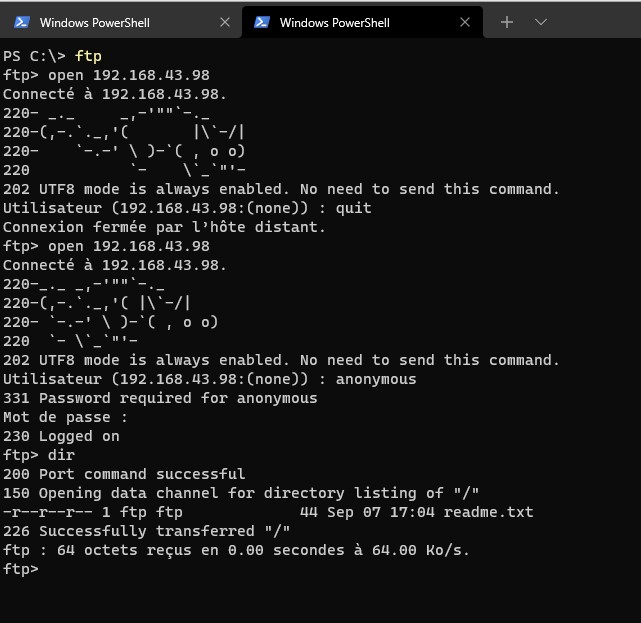 Windows PowerShell
Windows PowerShell
PS C:\> ftp
ftp> open 192.168.43.98
Connecté à 192.168.43.98.
220- _._     _,-'""`-._
220-(,-.`._,'(       |\`-/|
220-    `-.-' \ )-`( , o o)
220           `-    \`_`"'-
202 UTF8 mode is always enabled. No need to send this command.
Utilisateur (192.168.43.98:(none)) : quit
Connexion fermée par l'hôte distant.
ftp> open 192.168.43.98
Connecté à 192.168.43.98.
220-_._ _,-'""`-._
220-(,-.`._,'( |\`-/|
220- `-.-' \ )-`( , o o)
220  `- \`_`"'-
202 UTF8 mode is always enabled. No need to send this command.
Utilisateur (192.168.43.98:(none)) : anonymous
331 Password required for anonymous
Mot de passe :
230 Logged on
ftp> dir
200 Port command successful
150 Opening data channel for directory listing of "/"
-r--r--r-- 1 ftp ftp             44 Sep 07 17:04 readme.txt
226 Successfully transferred "/"
ftp : 64 octets reçus en 0.00 secondes à 64.00 Ko/s.
ftp>